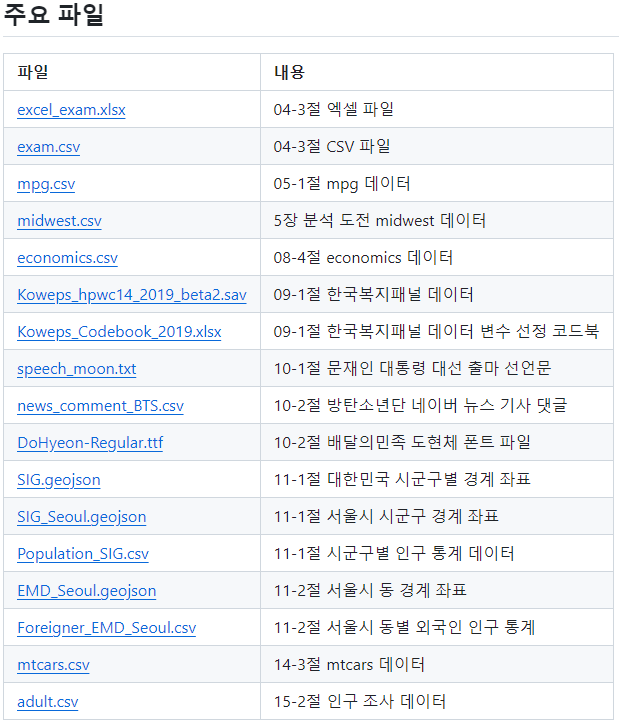 주요 파일
파일 내용
excel_exam.xlsx 04-3절 엑셀 파일
exam.csv 04-3절 CSV 파일
mpg.csv 05-1절 mpg 데이터
midwest.csv 5장 분석 도전 midwest 데이터
economics.csv 08-4절 economics 데이터
Koweps_hpwc14_2019_beta2.sav 09-1절 한국복지패널 데이터
Koweps_Codebook_2019.xlsx 09-1절 한국복지패널 데이터 변수 선정 코드북
speech_moon.txt 10-1절 문재인 대통령 대선 출마 선언문
news_comment_BTS.csv 10-2절 방탄소년단 네이버 뉴스 기사 댓글
DoHyeon-Regular.ttf 10-2절 배달의민족 도현체 폰트 파일
SIG.geojson 11-1절 대한민국 시군구별 경계 좌표
SIG_Seoul.geojson 11-1절 서울시 시군구 경계 좌표
Population_SIG.csv 11-1절 시군구별 인구 통계 데이터
EMD_Seoul.geojson 11-2절 서울시 동 경계 좌표
Foreigner_EMD_Seoul.csv 11-2절 서울시 동별 외국인 인구 통계
mtcars.csv 14-3절 mtcars 데이터
adult.csv 15-2절 인구 조사 데이터